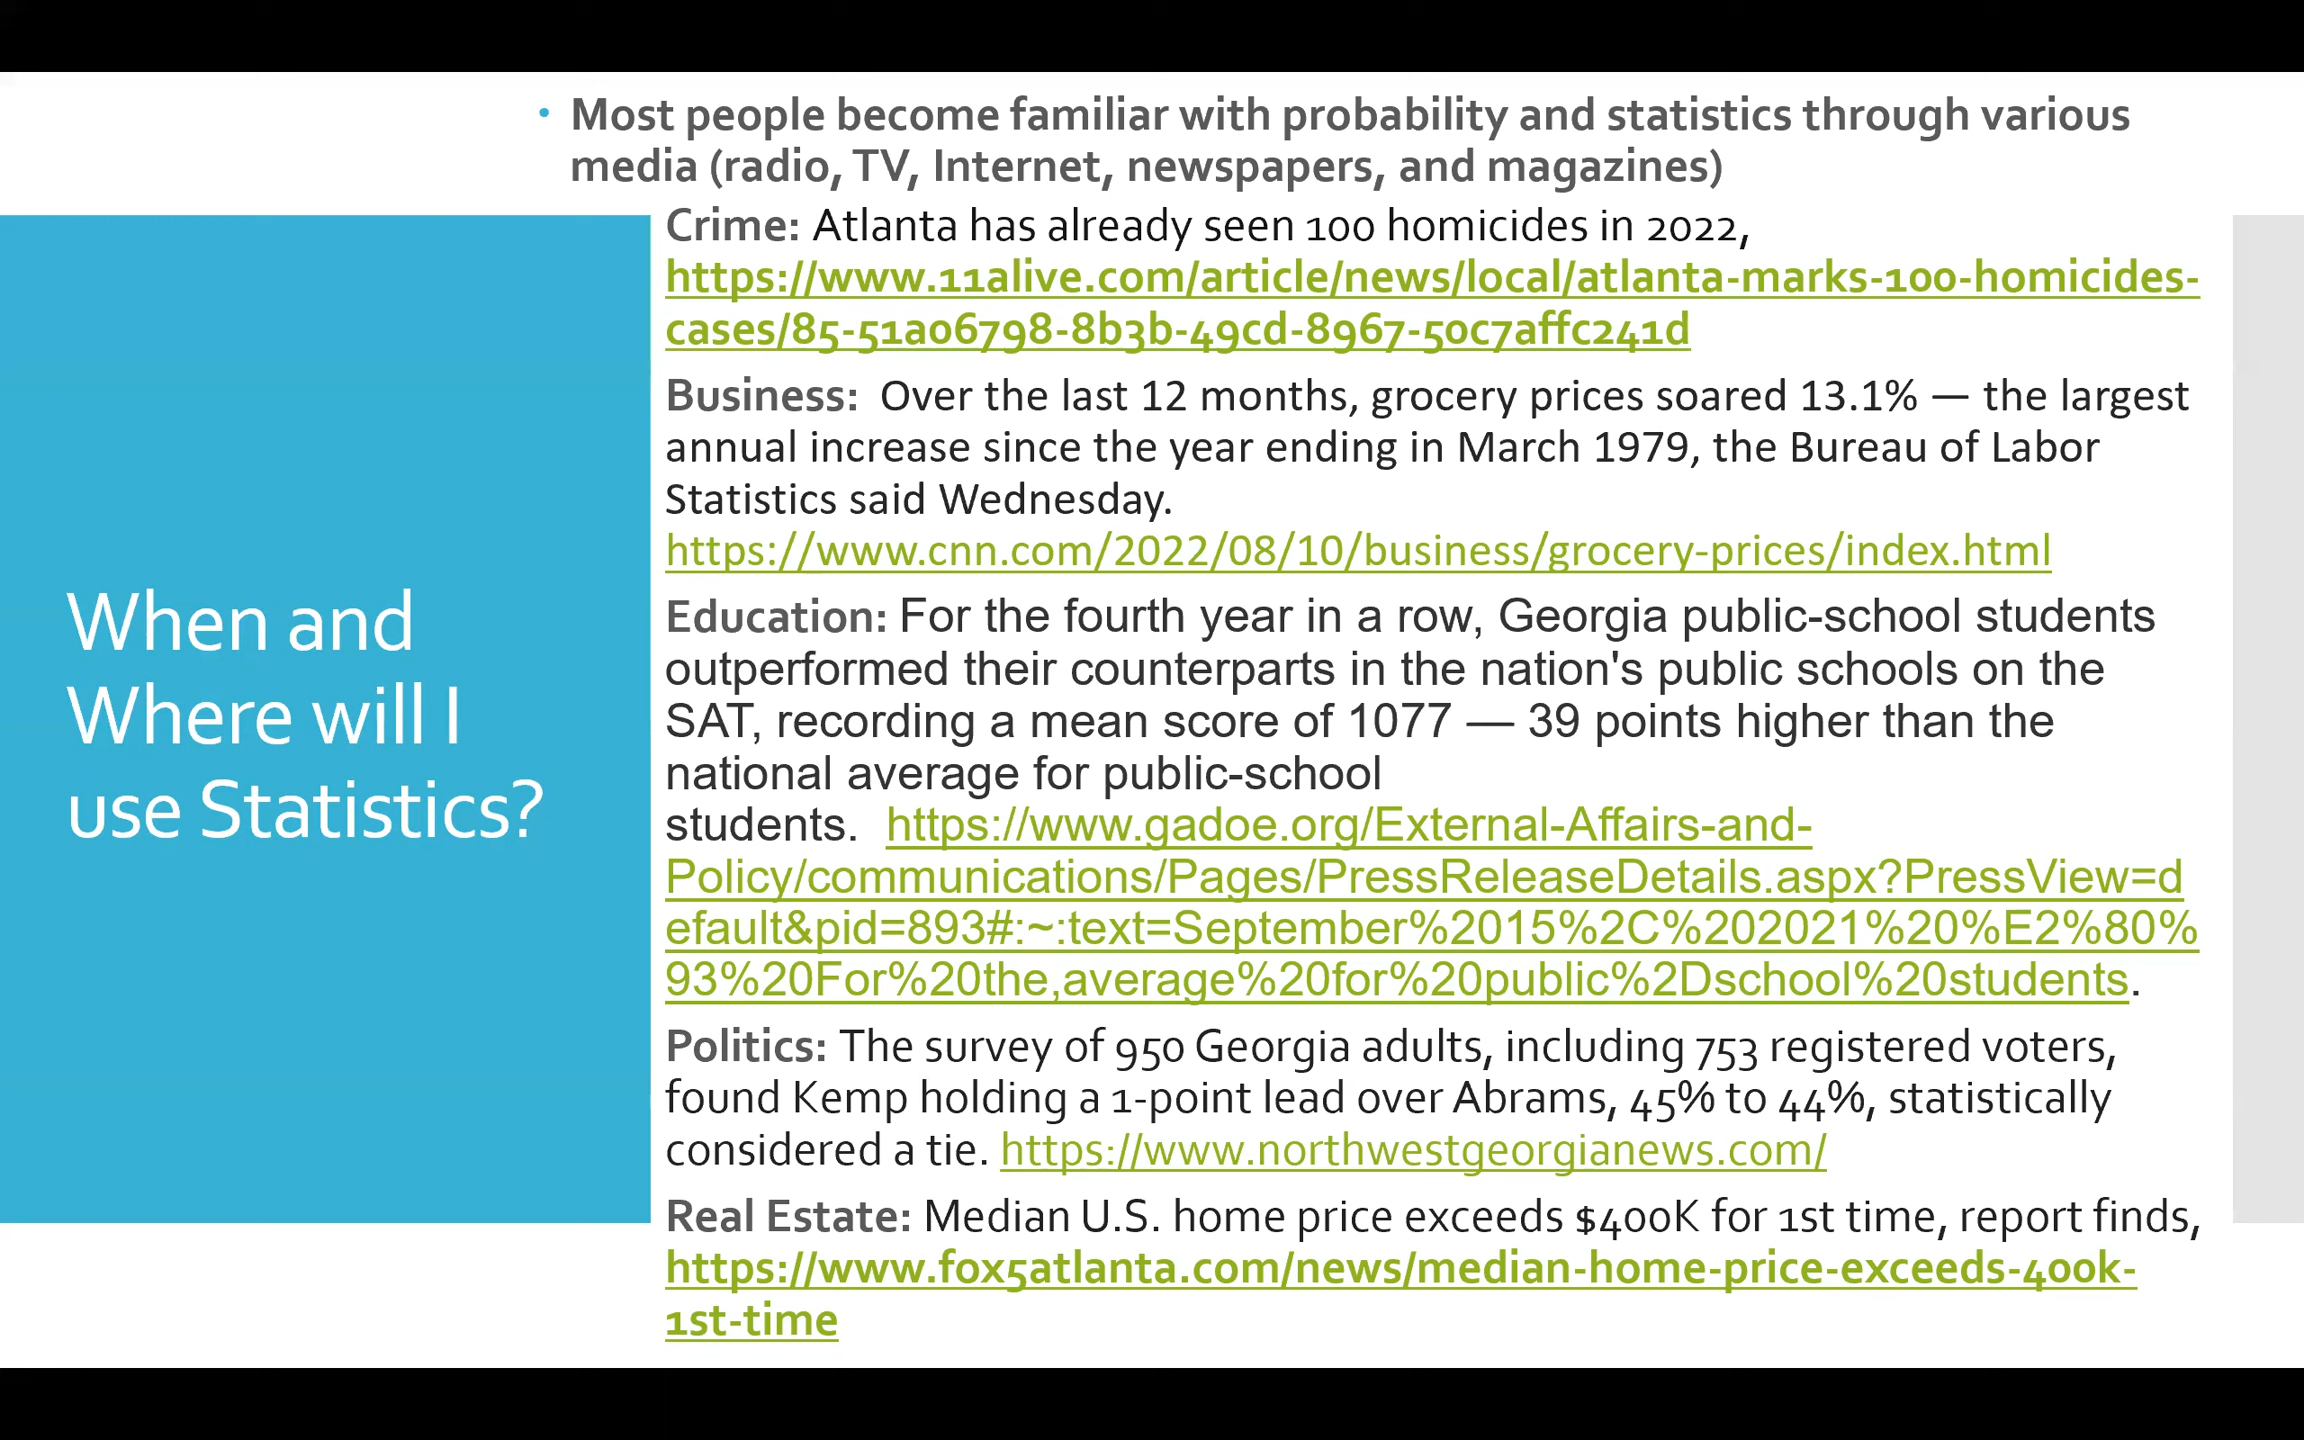 • Most people become familiar with probability and statistics through various
media (radio, TV, Internet, newspapers, and magazines)
When and
Where will I
use Statistics?
Crime: Atlanta has already seen 100 homicides in 2022,
https://www.11alive.com/article/news/local/atlanta-marks-100-homicides-
cases/85-51a06798-8b3b-49cd-8967-50c7affc241d
Business: Over the last 12 months, grocery prices soared 13.1% — the largest
annual increase since the year ending in March 1979, the Bureau of Labor
Statistics said Wednesday.
https://www.cnn.com/2022/08/10/business/grocery-prices/index.html
Education: For the fourth year in a row, Georgia public-school students
outperformed their counterparts in the nation's public schools on the
SAT, recording a mean score of 1077 — 39 points higher than the
national average for public-school
students. https://www.gadoe.org/External-Affairs-and-
Policy/communications/Pages/PressReleaseDetails.aspx?PressView=d
efault&pid=893#:~:text=September%2015%2C%202021%20%E2%80%
93%20For%20the,average%20for%20public%2Dschool%20students.
Politics: The survey of 950 Georgia adults, including 753 registered voters,
found Kemp holding a 1-point lead over Abrams, 45% to 44%, statistically
considered a tie. https://www.northwestgeorgianews.com/
Real Estate: Median U.S. home price exceeds $400K for 1st time, report finds,
https://www.fox5atlanta.com/news/median-home-price-exceeds-400k-
1st-time